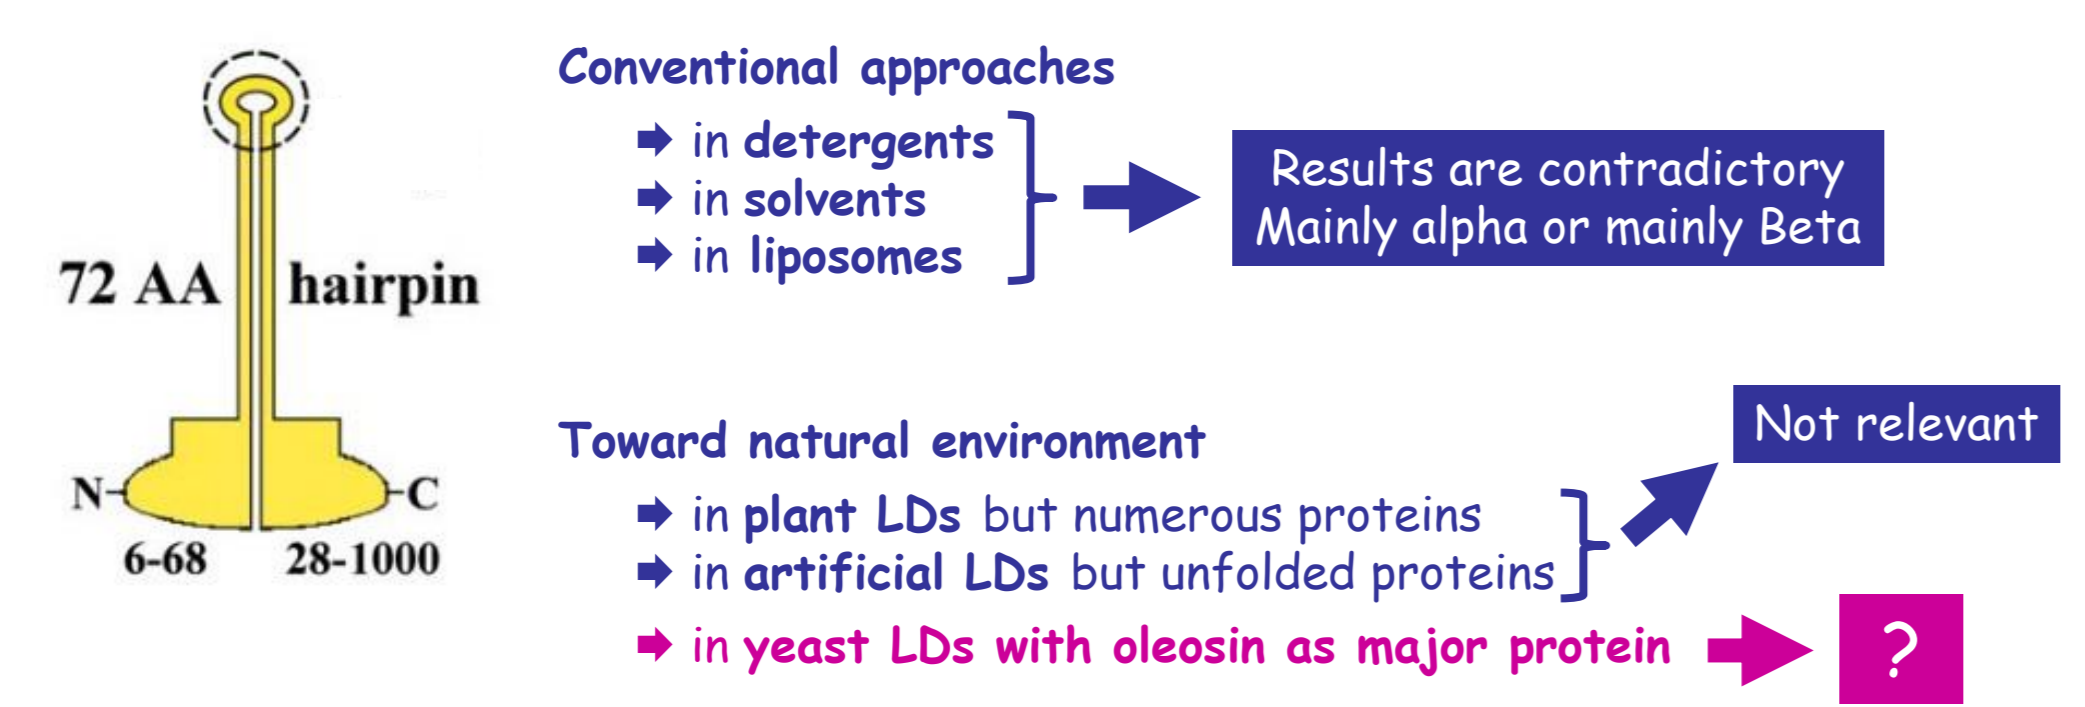 72 AA hairpin
N C
6-68 28-1000
Conventional approaches
in detergents
in solvents
in liposomes
Results are contradictory
Mainly alpha or mainly Beta
Toward natural environment
in plant LDs but numerous proteins
in artificial LDs but unfolded proteins
Not relevant
in yeast LDs with oleosin as major protein
?